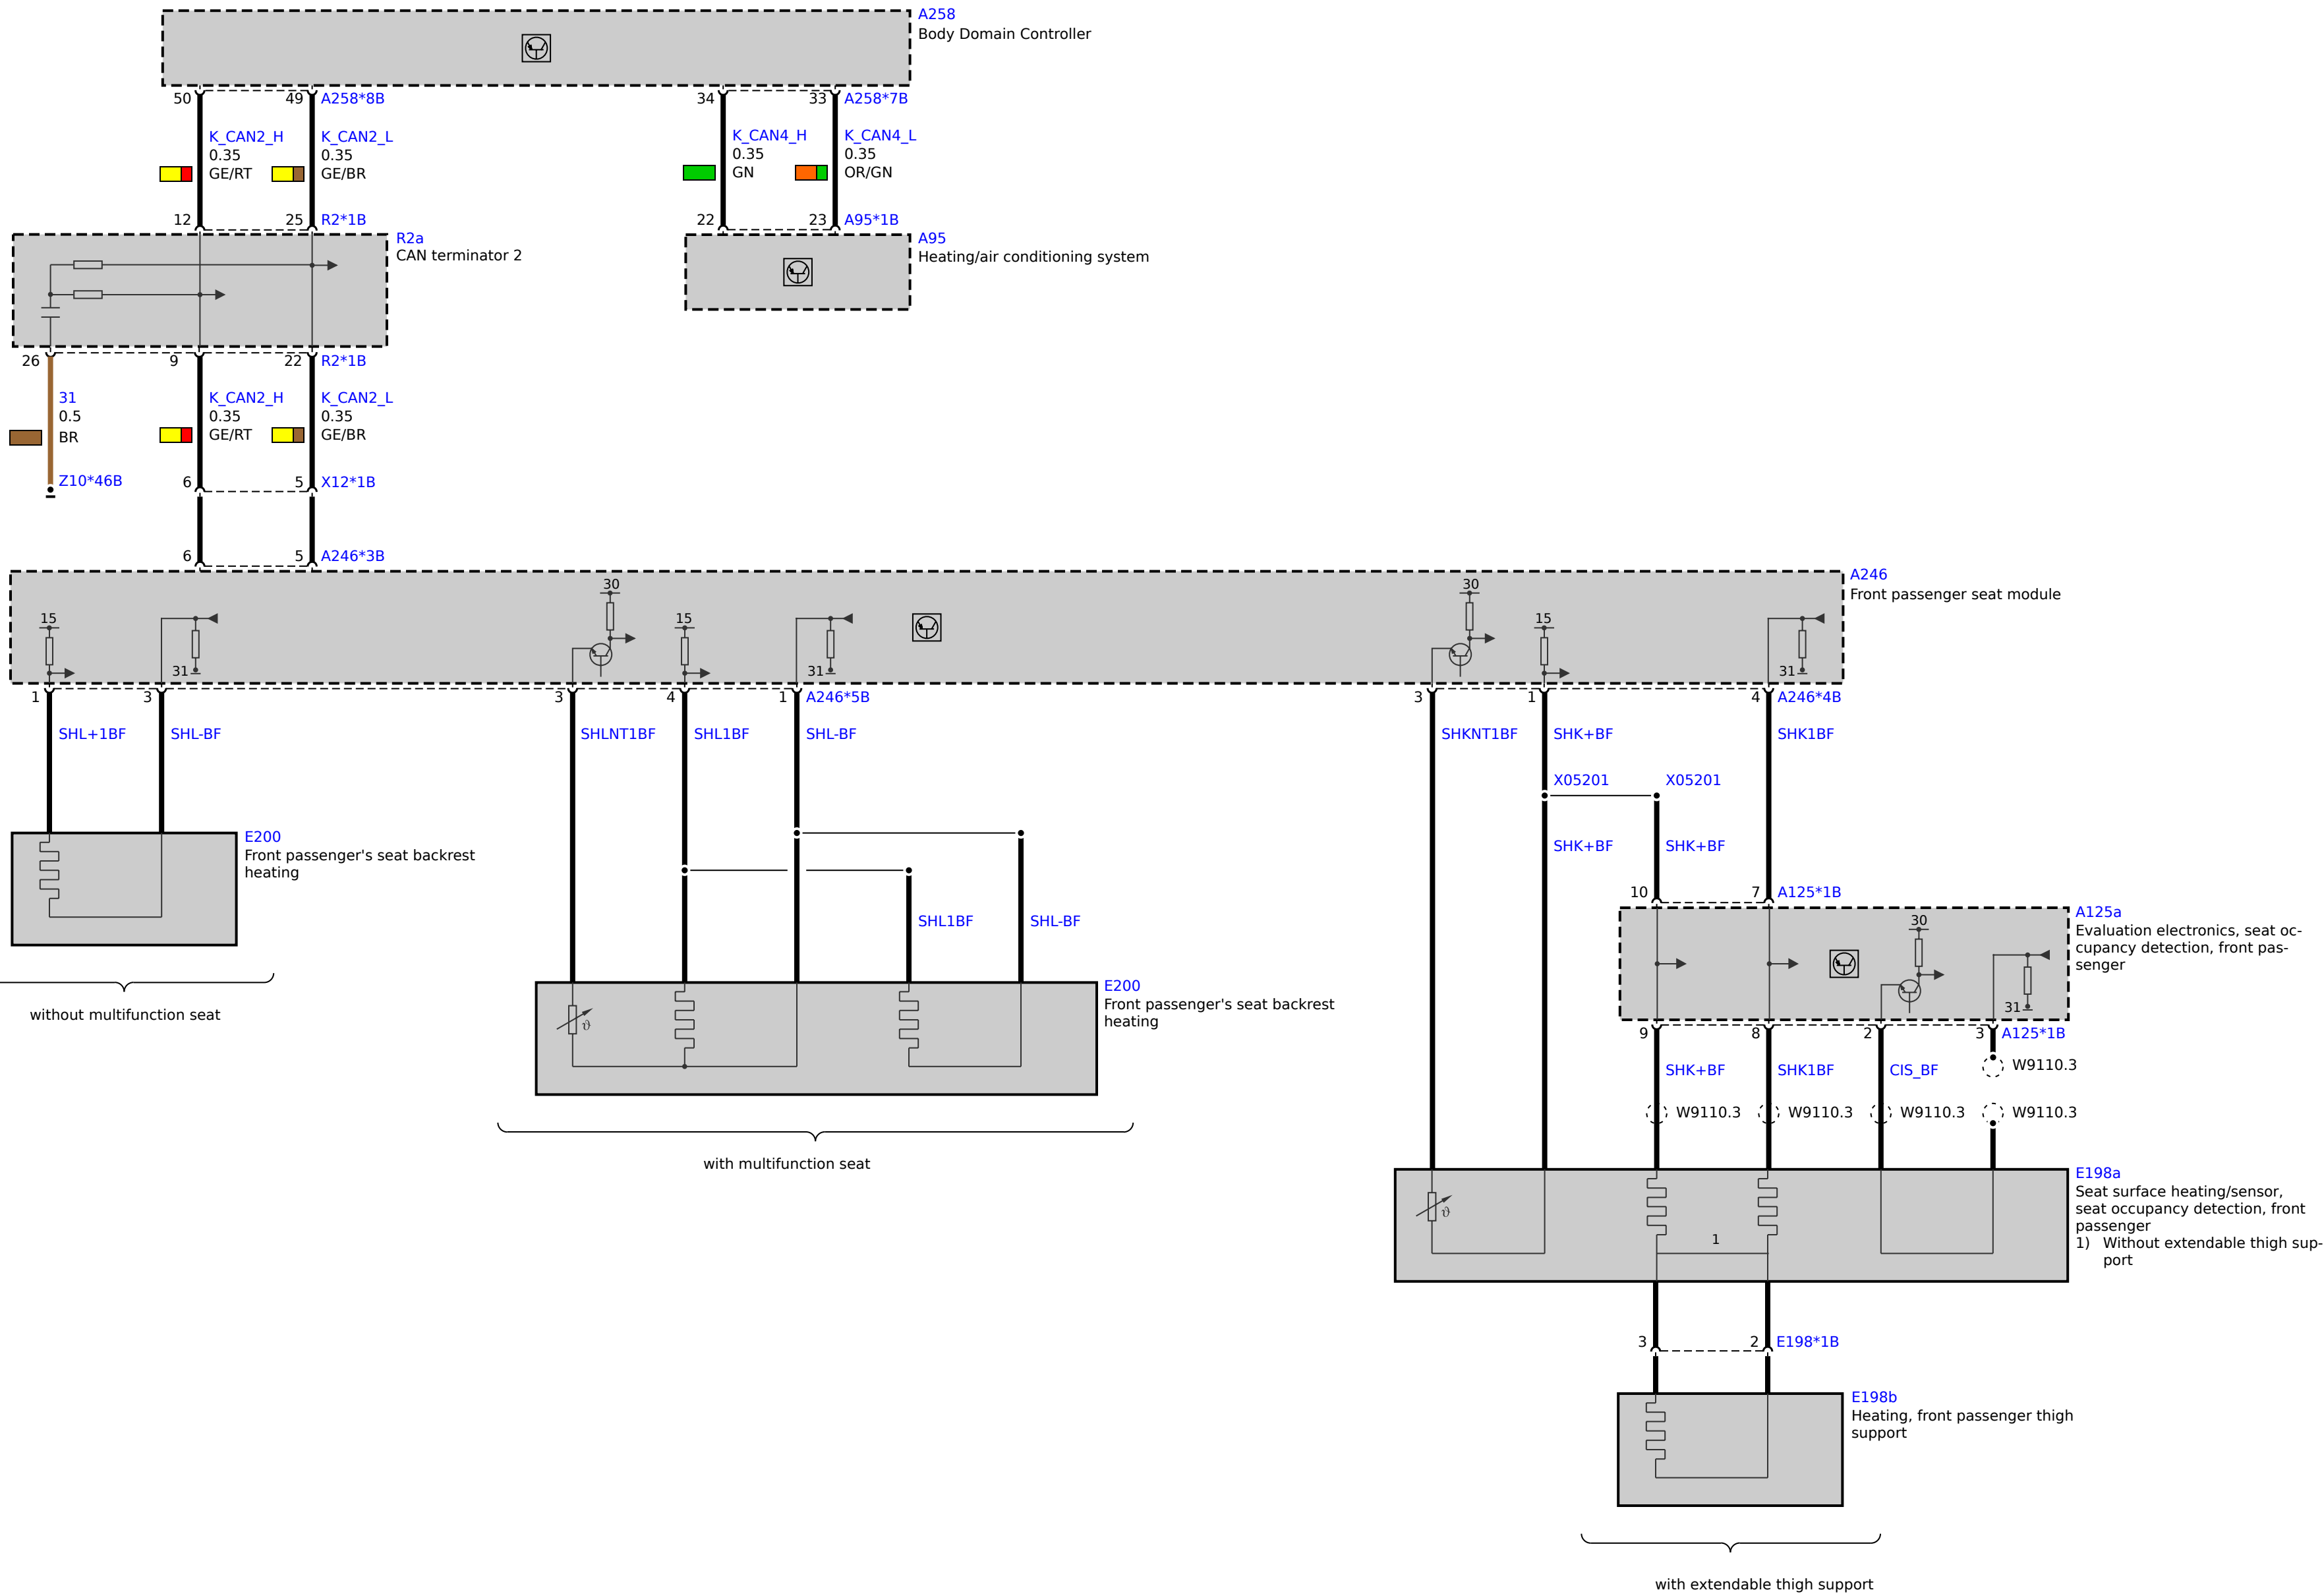 A258
Body Domain Controller
50
49
A258*8B
34
33
A258*7B
K_CAN2_H
0.35
GE/RT
K_CAN2_L
0.35
GE/BR
K_CAN4_H
0.35
GN
K_CAN4_L
0.35
OR/GN
12
25
R2*1B
22
23
A95*1B
R2a
CAN terminator 2
A95
Heating/air conditioning system
26
9
22
R2*1B
31
0.5
BR
K_CAN2_H
0.35
GE/RT
K_CAN2_L
0.35
GE/BR
Z10*46B
6
5
X12*1B
6
5
A246*3B
A246
Front passenger seat module
15
31
30
15
31
30
15
31
1
3
3
4
1
A246*5B
3
1
4
A246*4B
SHL+1BF
SHL-BF
SHLNT1BF
SHL1BF
SHL-BF
SHKNT1BF
SHK+BF
SHK1BF
X05201
X05201
E200
Front passenger's seat backrest
heating
SHK+BF
SHK+BF
10
7
A125*1B
SHL1BF
SHL-BF
A125a
Evaluation electronics, seat oc-
cupancy detection, front pas-
senger
30
31
without multifunction seat
E200
Front passenger's seat backrest
heating
ϑ
9
8
2
3
A125*1B
SHK+BF
SHK1BF
CIS_BF
W9110.3
W9110.3
W9110.3
W9110.3
W9110.3
with multifunction seat
E198a
Seat surface heating/sensor,
seat occupancy detection, front
passenger
1) Without extendable thigh sup-
port
ϑ
1
3
2
E198*1B
E198b
Heating, front passenger thigh
support
with extendable thigh support